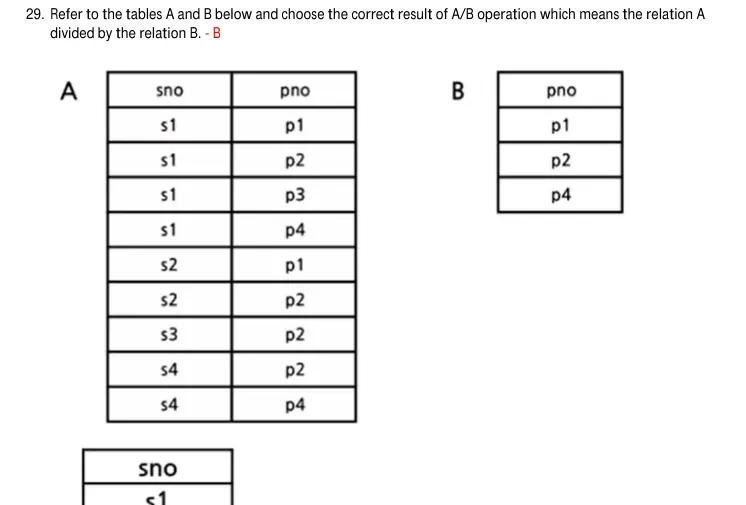 29. Refer to the tables A and B below and choose the correct result of A/B operation which means the relation A
divided by the relation B. - B
A
sno pno
s1 p1
s1 p2
s1 p3
s1 p4
s2 p1
s2 p2
s3 p2
s4 p2
s4 p4
B
pno
p1
p2
p4
sno
s1